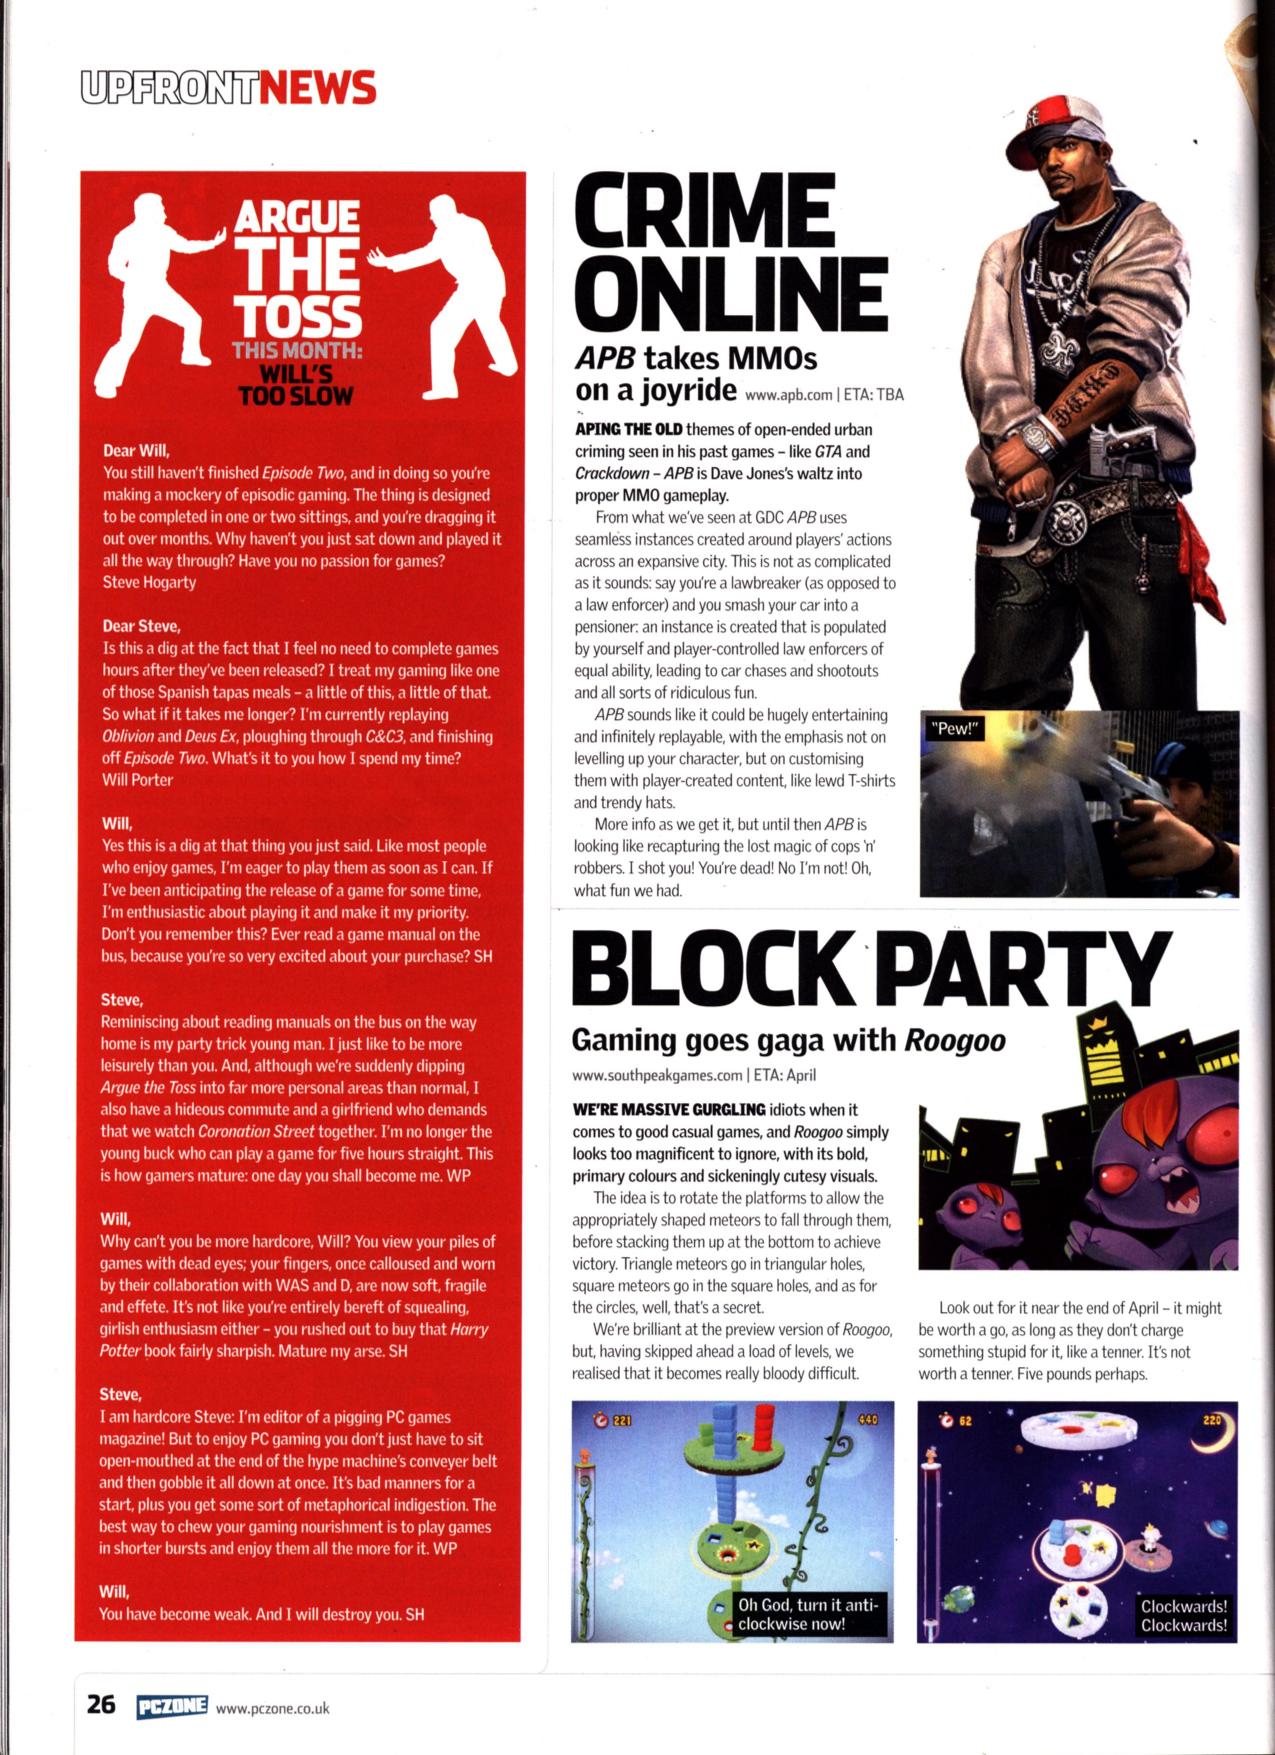 UPFRONTNEWS
ARGUE
THE
TOSS
THIS MONTH:
WILL'S
TOO SLOW
Dear Will,
You still haven't finished Episode Two, and in doing so you're
making a mockery of episodic gaming. The thing is designed
to be completed in one or two sittings, and you're dragging it
out over months. Why haven't you just sat down and played it
all the way through? Have you no passion for games?
Steve Hogarty
Dear Steve,
Is this a dig at the fact that I feel no need to complete games
hours after they've been released? I treat my gaming like one
of those Spanish tapas meals – a little of this, a little of that.
So what if it takes me longer? I'm currently replaying
Oblivion and Deus Ex, ploughing through C&C3, and finishing
off Episode Two. What's it to you how I spend my time?
Will Porter
Will,
Yes this is a dig at that thing you just said. Like most people
who enjoy games, I'm eager to play them as soon as I can. If
I've been anticipating the release of a game for some time,
I'm enthusiastic about playing it and make it my priority.
Don't you remember this? Ever read a game manual on the
bus, because you're so very excited about your purchase? SH
Steve,
Reminiscing about reading manuals on the bus on the way
home is my party trick young man. I just like to be more
leisurely than you. And, although we're suddenly dipping
Argue the Toss into far more personal areas than normal, I
also have a hideous commute and a girlfriend who demands
that we watch Coronation Street together. I'm no longer the
young buck who can play a game for five hours straight. This
is how gamers mature: one day you shall become me. WP
Will,
Why can't you be more hardcore, Will? You view your piles of
games with dead eyes; your fingers, once calloused and worn
by their collaboration with WAS and D, are now soft, fragile
and effete. It's not like you're entirely bereft of squealing,
girlish enthusiasm either – you rushed out to buy that Harry
Potter book fairly sharpish. Mature my arse. SH
Steve,
I am hardcore Steve: I'm editor of a pigging PC games
magazine! But to enjoy PC gaming you don't just have to sit
open-mouthed at the end of the hype machine's conveyer belt
and then gobble it all down at once. It's bad manners for a
start, plus you get some sort of metaphorical indigestion. The
best way to chew your gaming nourishment is to play games
in shorter bursts and enjoy them all the more for it. WP
Will,
You have become weak. And I will destroy you. SH
CRIME
ONLINE
APB takes MMOs
on a joyride www.apb.com | ETA: TBA
APING THE OLD themes of open-ended urban
criming seen in his past games – like GTA and
Crackdown – APB is Dave Jones's waltz into
proper MMO gameplay.
From what we've seen at GDC APB uses
seamless instances created around players' actions
across an expansive city. This is not as complicated
as it sounds: say you're a lawbreaker (as opposed to
a law enforcer) and you smash your car into a
pensioner: an instance is created that is populated
by yourself and player-controlled law enforcers of
equal ability, leading to car chases and shootouts
and all sorts of ridiculous fun.
APB sounds like it could be hugely entertaining
and infinitely replayable, with the emphasis not on
levelling up your character, but on customising
them with player-created content, like lewd T-shirts
and trendy hats.
More info as we get it, but until then APB is
looking like recapturing the lost magic of cops 'n'
robbers. I shot you! You're dead! No I'm not! Oh,
what fun we had.
"Pew!"
BLOCK PARTY
Gaming goes gaga with Roogoo
www.southpeakgames.com | ETA: April
WE'RE MASSIVE GURGLING idiots when it
comes to good casual games, and Roogoo simply
looks too magnificent to ignore, with its bold,
primary colours and sickeningly cutesy visuals.
The idea is to rotate the platforms to allow the
appropriately shaped meteors to fall through them,
before stacking them up at the bottom to achieve
victory. Triangle meteors go in triangular holes,
square meteors go in the square holes, and as for
the circles, well, that's a secret.
We're brilliant at the preview version of Roogoo,
but, having skipped ahead a load of levels, we
realised that it becomes really bloody difficult.
Look out for it near the end of April – it might
be worth a go, as long as they don't charge
something stupid for it, like a tenner. It's not
worth a tenner. Five pounds perhaps.
221
440
Oh God, turn it anti-
clockwise now!
62
220
Clockwards!
Clockwards!
26 PCZONE www.pczone.co.uk